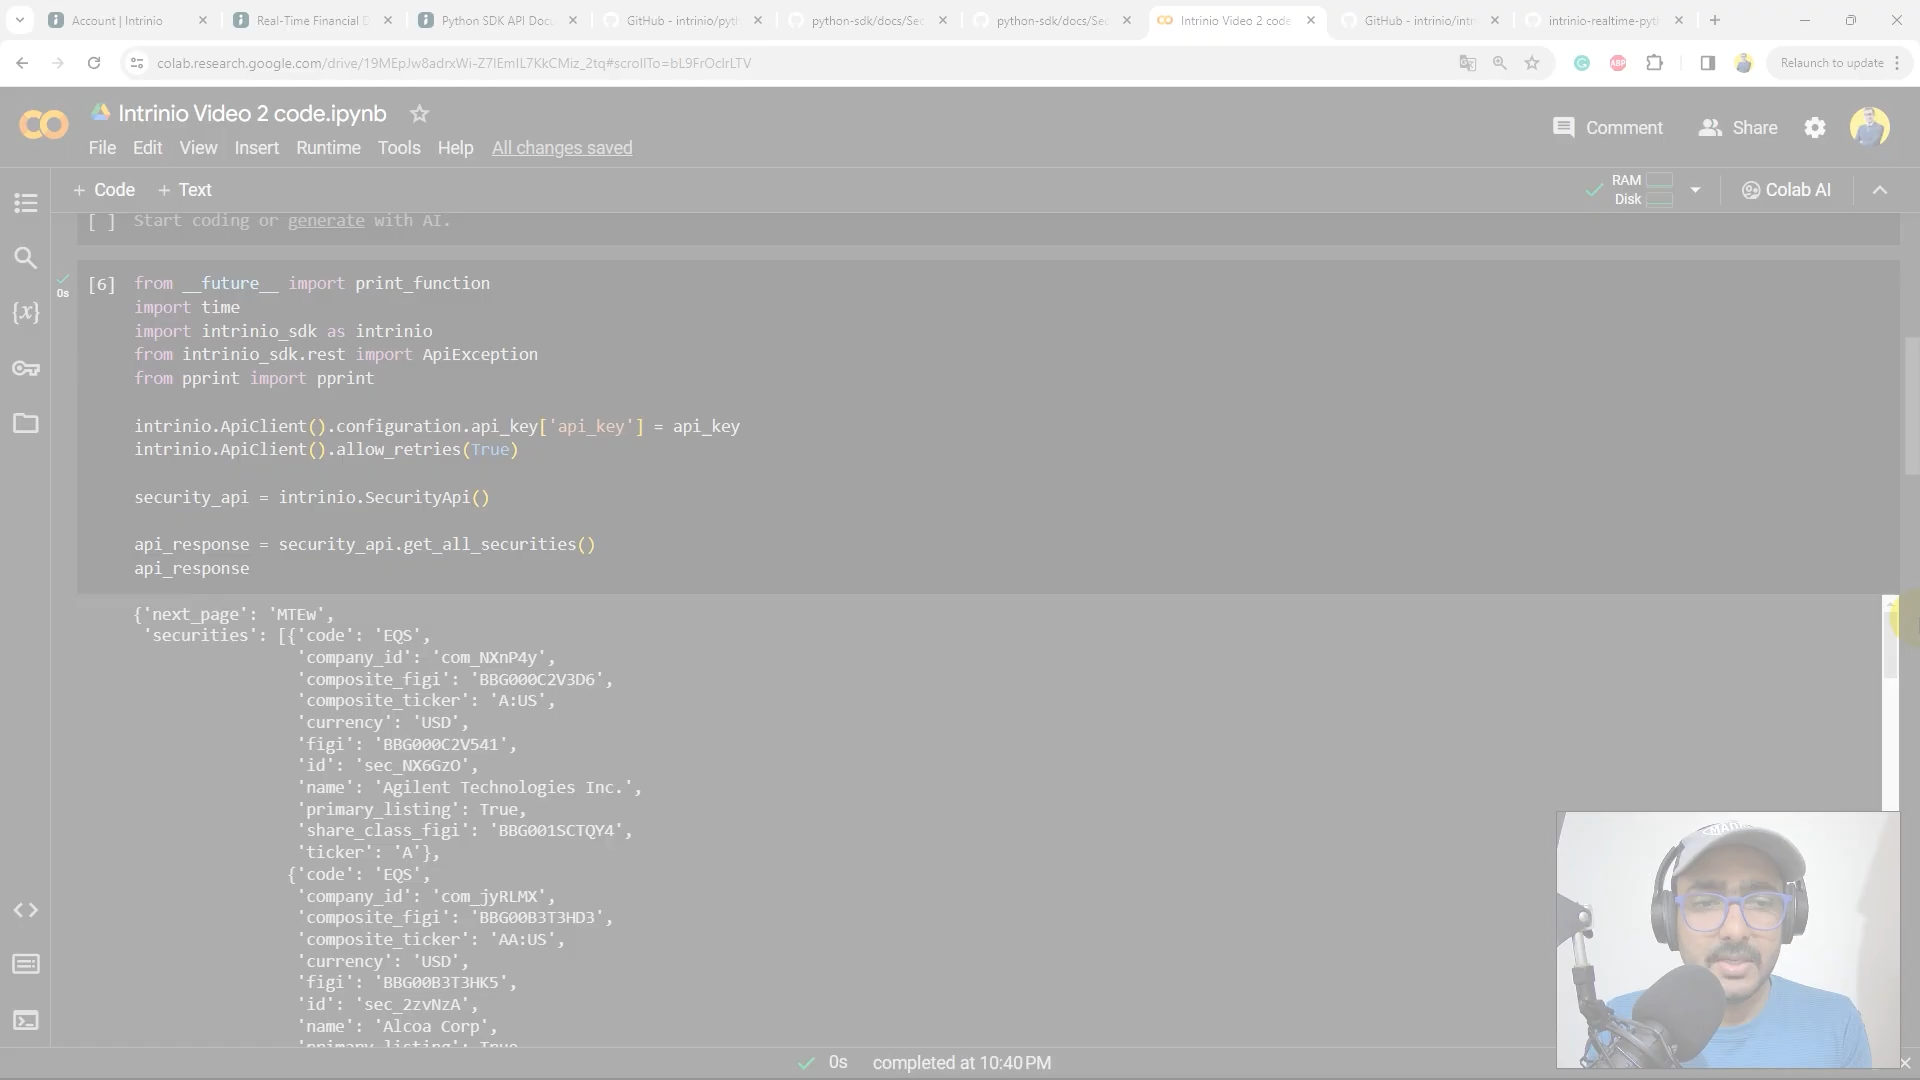 Account | Intrinio
Real-Time Financial D
Python SDK API Docu
GitHub - intrinio/pyth
python-sdk/docs/Sec
python-sdk/docs/Sec
Intrinio Video 2 code
GitHub - intrinio/intr
intrinio-realtime-pyth
colab.research.google.com/drive/19MEpJw8adrxWi-Z7lEmIL7KkCMiz_2tq#scrollTo=bL9FrOclrLTV
ABP
Relaunch to update
Intrinio Video 2 code.ipynb
File Edit View Insert Runtime Tools Help All changes saved
Comment
Share
+ Code + Text
RAM
Disk
Colab AI
[ ] Start coding or generate with AI.
0s
[6] from __future__ import print_function
import time
import intrinio_sdk as intrinio
from intrinio_sdk.rest import ApiException
from pprint import pprint
intrinio.ApiClient().configuration.api_key['api_key'] = api_key
intrinio.ApiClient().allow_retries(True)
security_api = intrinio.SecurityApi()
api_response = security_api.get_all_securities()
api_response
{'next_page': 'MTEw',
'securities': [{'code': 'EQS',
'company_id': 'com_NXnP4y',
'composite_figi': 'BBG000C2V3D6',
'composite_ticker': 'A:US',
'currency': 'USD',
'figi': 'BBG000C2V541',
'id': 'sec_NX6GzO',
'name': 'Agilent Technologies Inc.',
'primary_listing': True,
'share_class_figi': 'BBG001SCTQY4',
'ticker': 'A'},
{'code': 'EQS',
'company_id': 'com_jyRLMX',
'composite_figi': 'BBG00B3T3HD3',
'composite_ticker': 'AA:US',
'currency': 'USD',
'figi': 'BBG00B3T3HK5',
'id': 'sec_2zvNzA',
'name': 'Alcoa Corp',
'primary_listing': True
0s completed at 10:40 PM